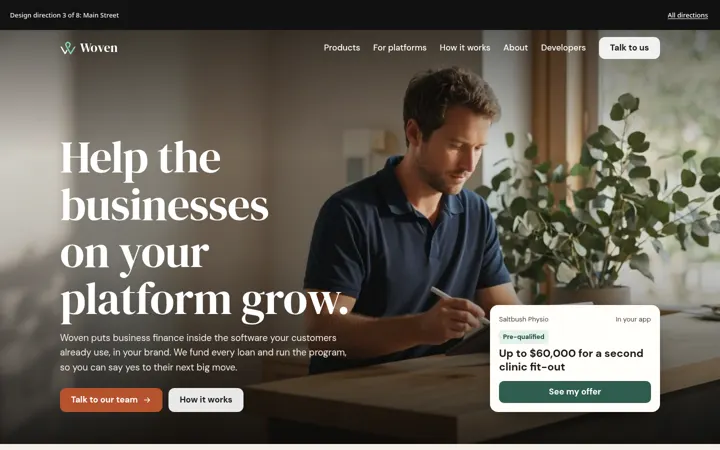 Design direction 3 of 8: Main Street
All directions
Woven
Products
For platforms
How it works
About
Developers
Talk to us
Help the
businesses
on your
platform grow.
Woven puts business finance inside the software your customers
already use, in your brand. We fund every loan and run the program,
so you can say yes to their next big move.
Talk to our team →
How it works
Saltbush Physio
In your app
Pre-qualified
Up to $60,000 for a second
clinic fit-out
See my offer